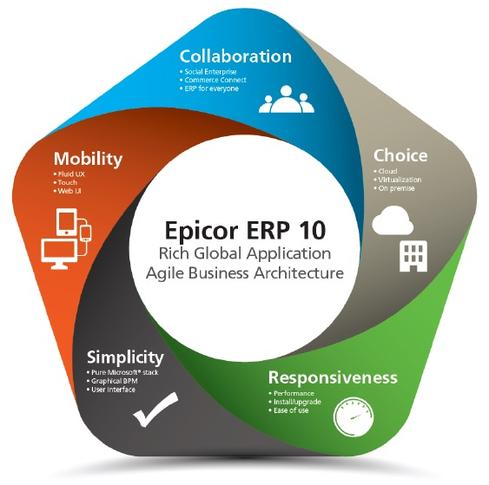 Collaboration
• Social Enterprise
• Commerce Connect
• ERP for everyone
Mobility
• Fluid UX
• Touch
• Web UI
Choice
• Cloud
• Virtualization
• On premise
Epicor ERP 10
Rich Global Application
Agile Business Architecture
Simplicity
• Pure Microsoft® stack
• Graphical BPM
• User Interface
Responsiveness
• Performance
• Install/upgrade
• Ease of use